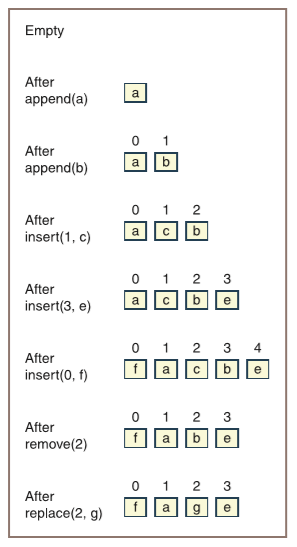 Empty
After
append(a)
a
After
append(b)
0 1
a b
After
insert(1, c)
0 1 2
a c b
After
insert(3, e)
0 1 2 3
a c b e
After
insert(0, f)
0 1 2 3 4
f a c b e
After
remove(2)
0 1 2 3
f a b e
After
replace(2, g)
0 1 2 3
f a g e